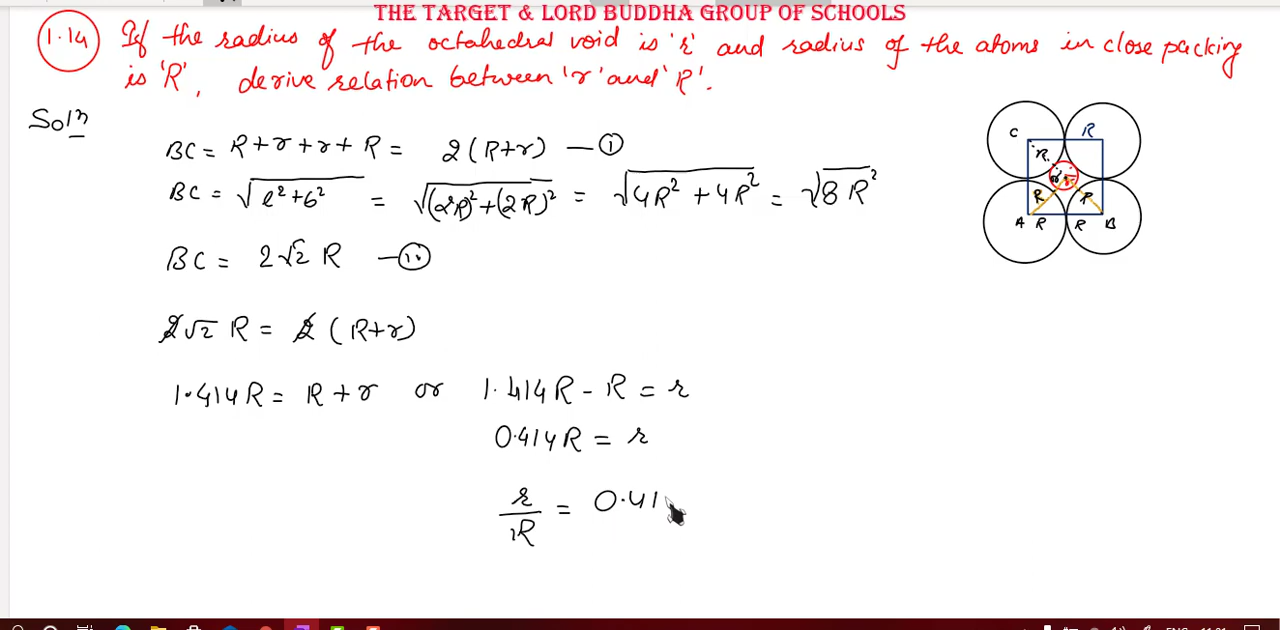 THE TARGET & LORD BUDDHA GROUP OF SCHOOLS
1.14 If the radius of the octahedral void is 'r' and radius of the atoms in close packing
is 'R', derive relation between 'r' and 'R'.
Soln
BC = R+r+r+R = 2(R+r) —①
BC = √(l²+b²) = √((2R)²+(2R)²) = √(4R²+4R²) = √8R²
BC = 2√2 R —(ii)
2√2 R = 2 (R+r)
1.414R = R+r or 1.414R - R = r
0.414R = r
r/R = 0.41
C R
R
r
R R
A R R B